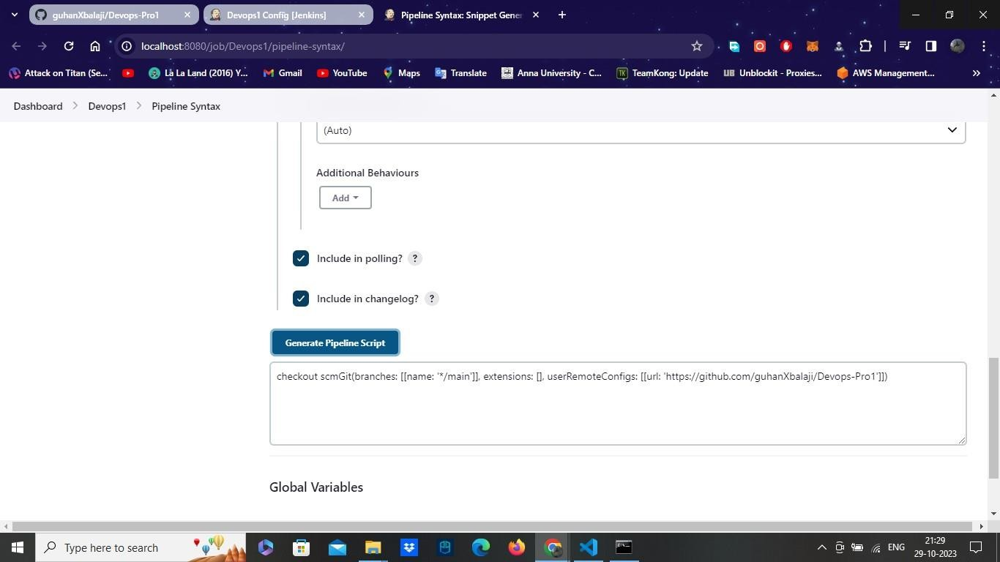 guhanXbalaji/Devops-Pro1
Devops1 Config [Jenkins]
Pipeline Syntax: Snippet Gener
localhost:8080/job/Devops1/pipeline-syntax/
Attack on Titan (Se...
La La Land (2016) Y...
Gmail
YouTube
Maps
Translate
Anna University - C...
TK
TeamKong: Update
UB
Unblockit - Proxies...
AWS Management...
Dashboard
Devops1
Pipeline Syntax
(Auto)
Additional Behaviours
Add
Include in polling? ?
Include in changelog? ?
Generate Pipeline Script
checkout scmGit(branches: [[name: '*/main']], extensions: [], userRemoteConfigs: [[url: 'https://github.com/guhanXbalaji/Devops-Pro1']])
Global Variables
Type here to search
ENG
21:29
29-10-2023